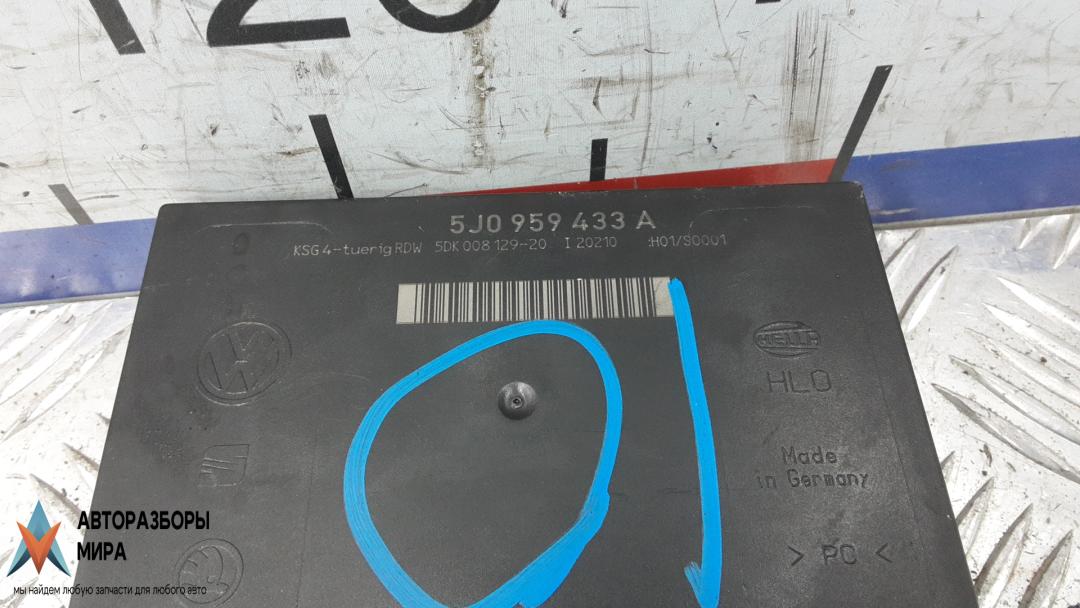 5J0 959 433 A
KSG 4-tuerig RDW 5DK 008 129-20 I 20210 :H01/S0001
HELLA
HLO
Made
in Germany
> PC <
АВТОРАЗБОРЫ
МИРА
мы найдем любую запчасти для любого авто